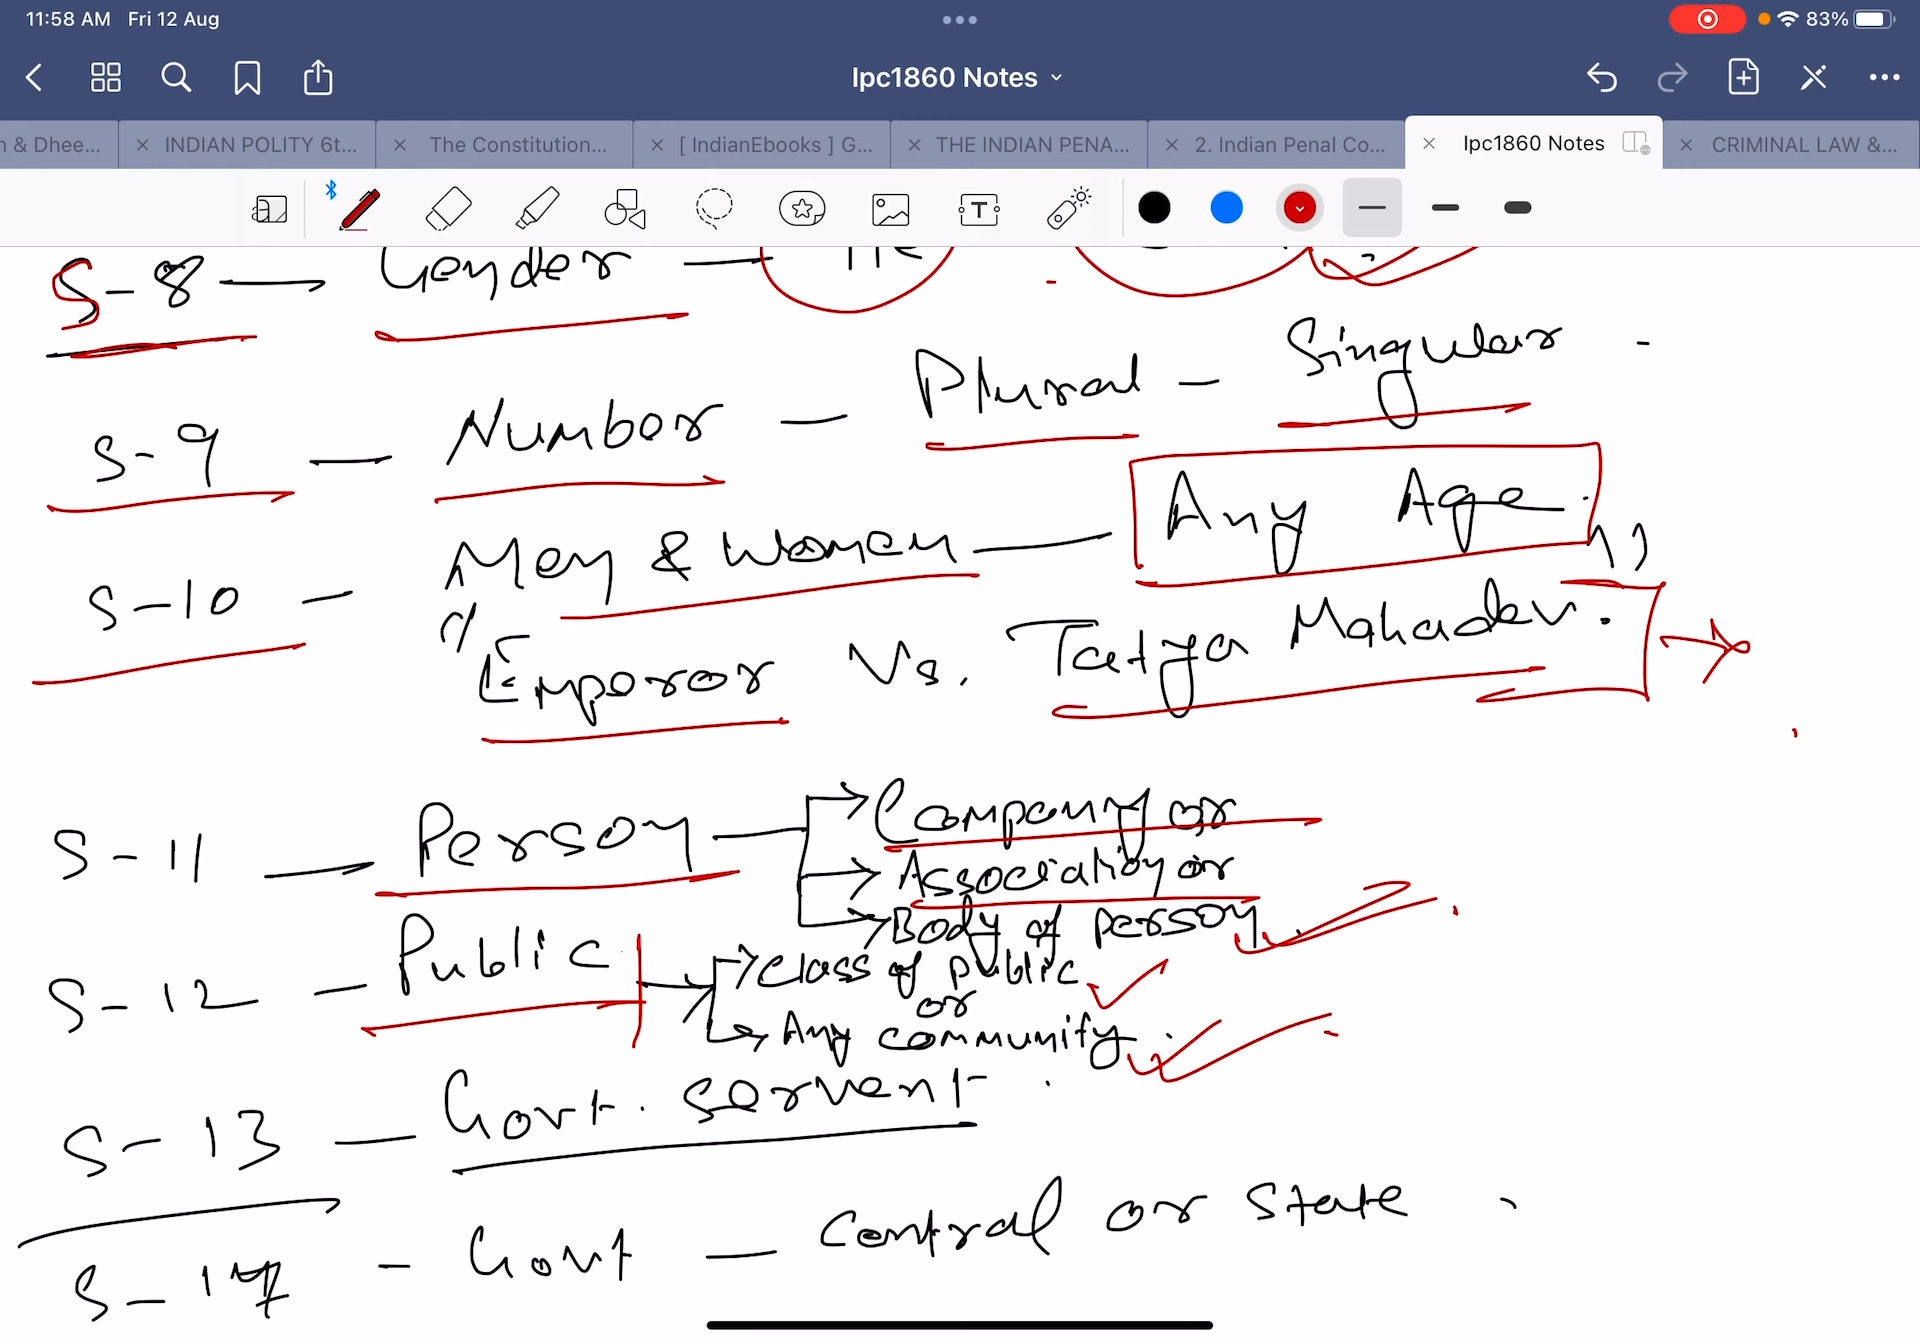 11:58 AM Fri 12 Aug
83%
Ipc1860 Notes
n & Dhee...
INDIAN POLITY 6t...
The Constitution...
[ IndianEbooks ] G...
THE INDIAN PENA...
2. Indian Penal Co...
Ipc1860 Notes
CRIMINAL LAW &...
S-8 → Gender — He
S-9 — Number — Plural - Singular -
S-10 - Men & Women — Any Age.
" Emperor Vs. Tatya Mahadev. "
S-11 — Person → Company or
→ Association or
→ Body of person.
S-12 - Public → Class of public
or
→ Any community.
S-13 — Govt. servent.
S-17 - Govt — Central or State